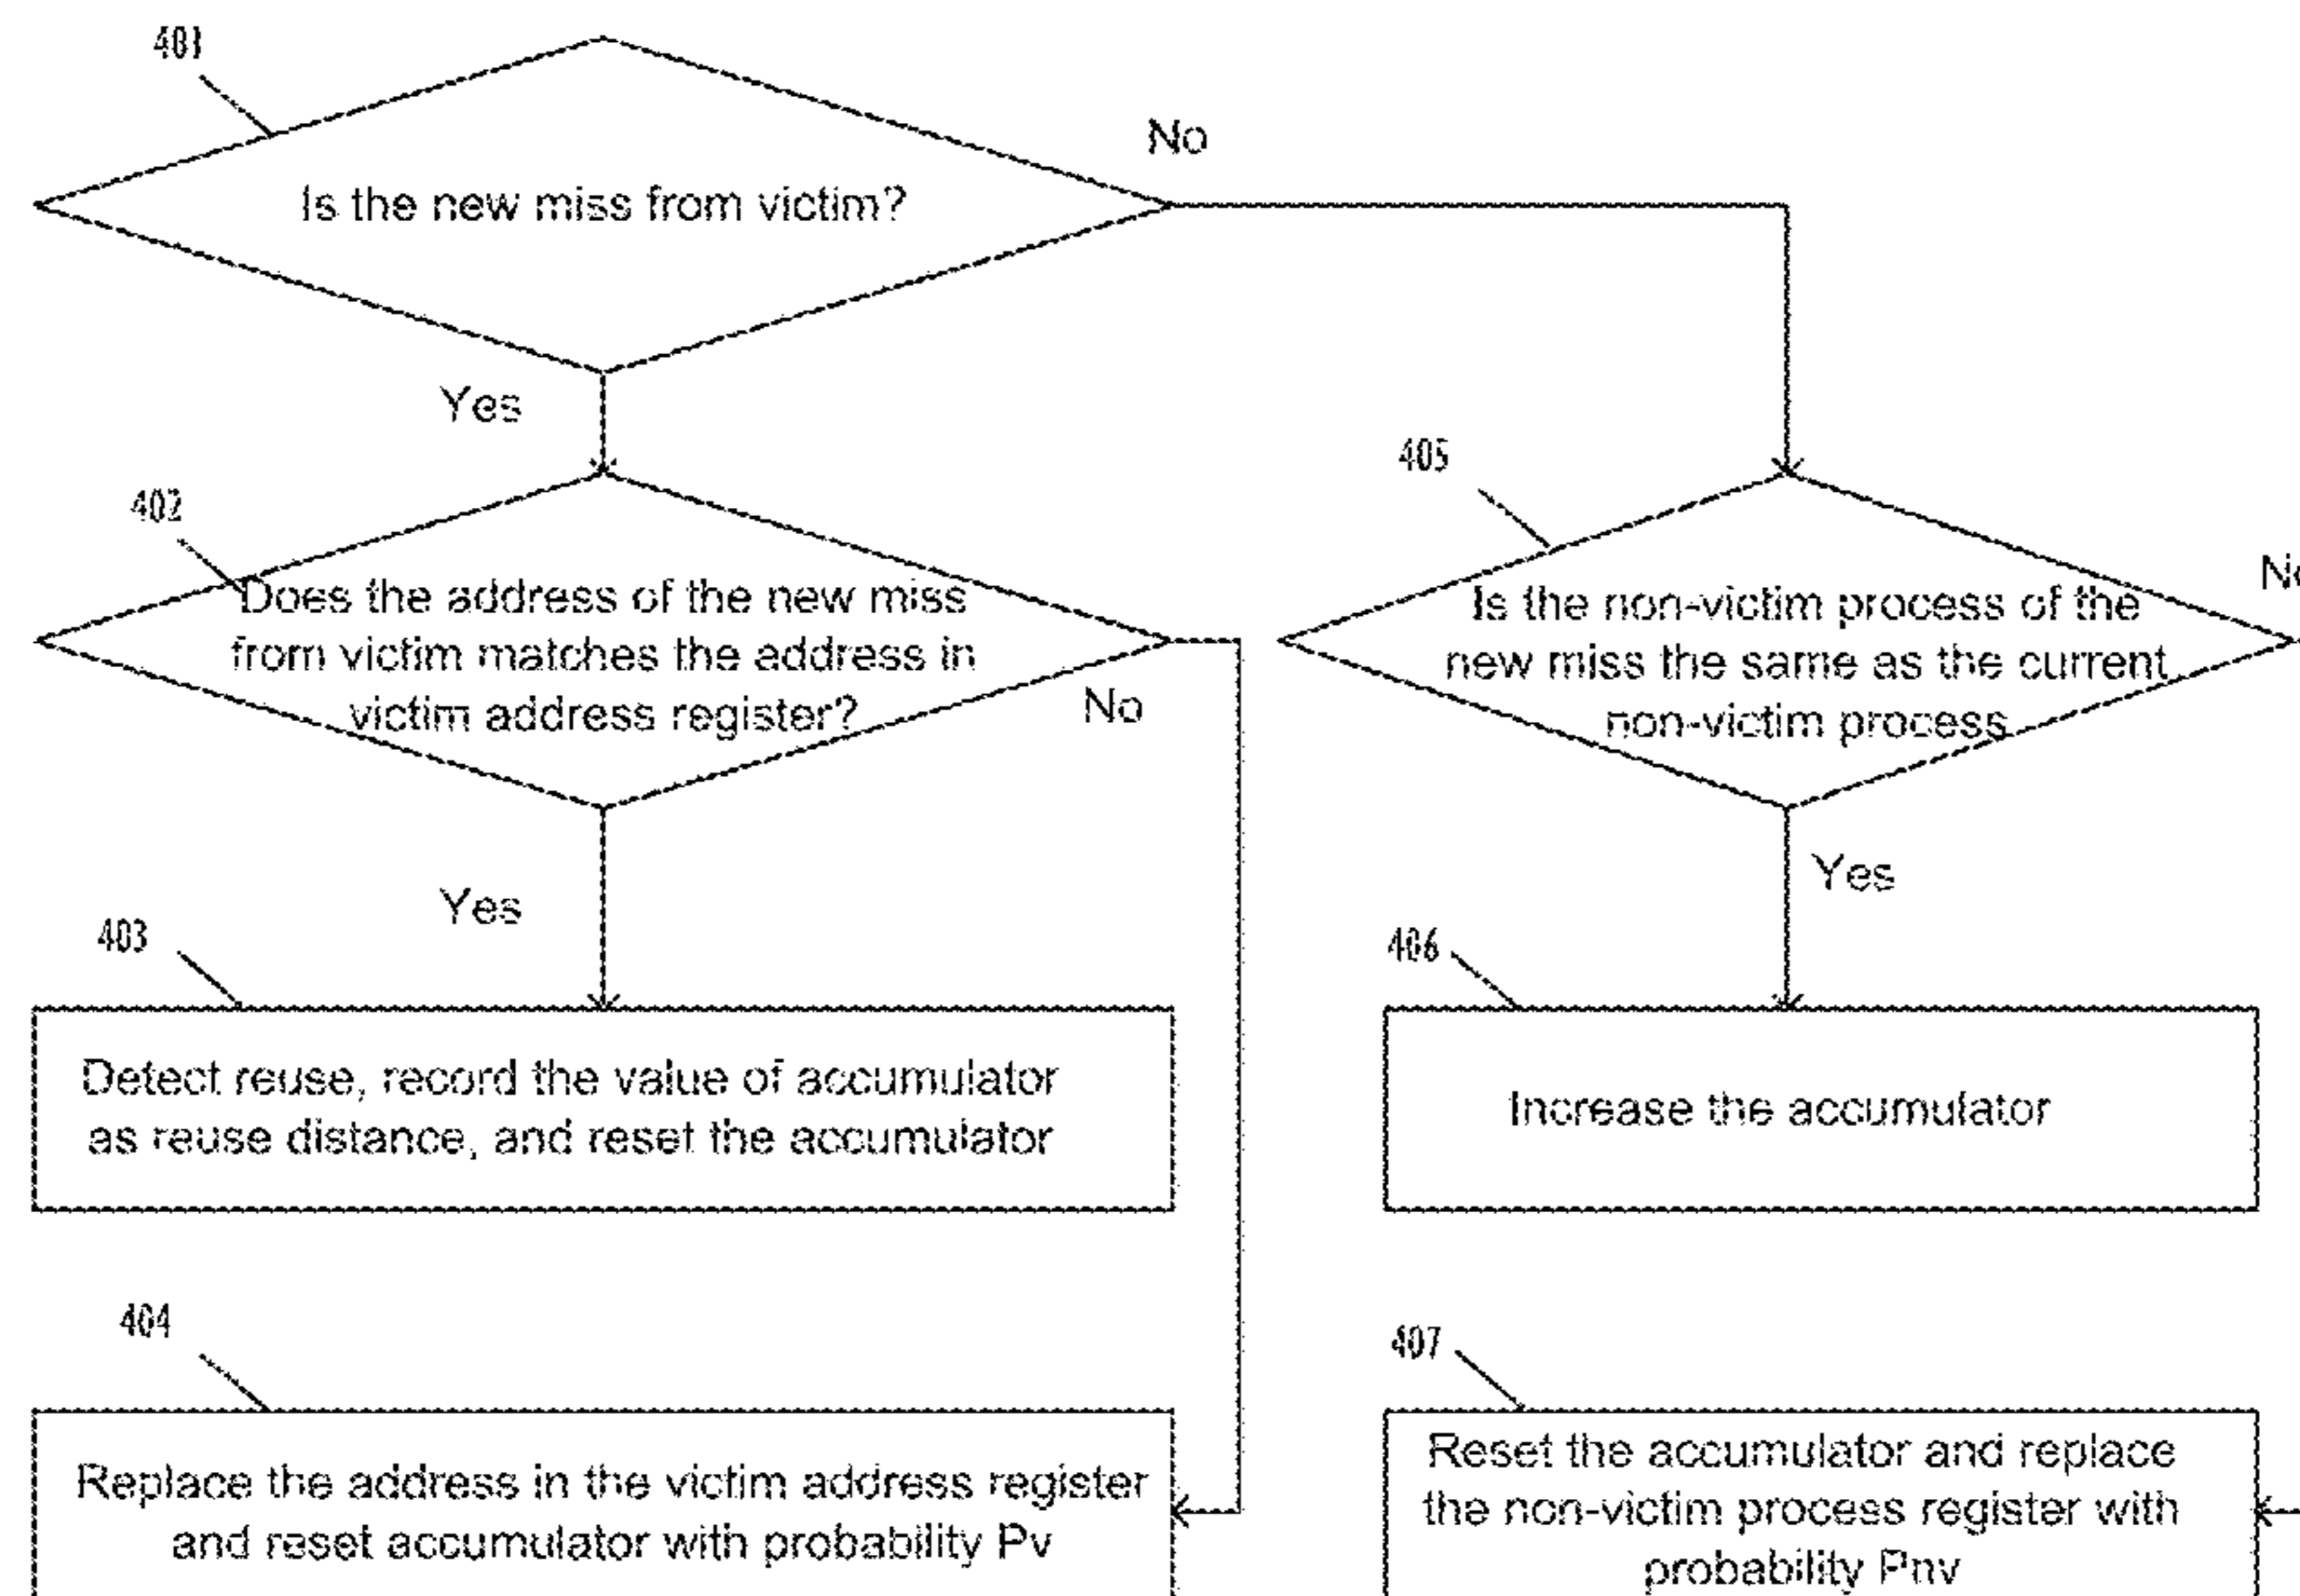 401
No
Is the new miss from victim?
Yes
405
402
No
Does the address of the new miss
from victim matches the address in
victim address register?
No
Is the non-victim process of the
new miss the same as the current
non-victim process
Yes
Yes
403
406
Detect reuse, record the value of accumulator
as reuse distance, and reset the accumulator
Increase the accumulator
404
407
Replace the address in the victim address register
and reset accumulator with probability Pv
Reset the accumulator and replace
the non-victim process register with
probability Pnv